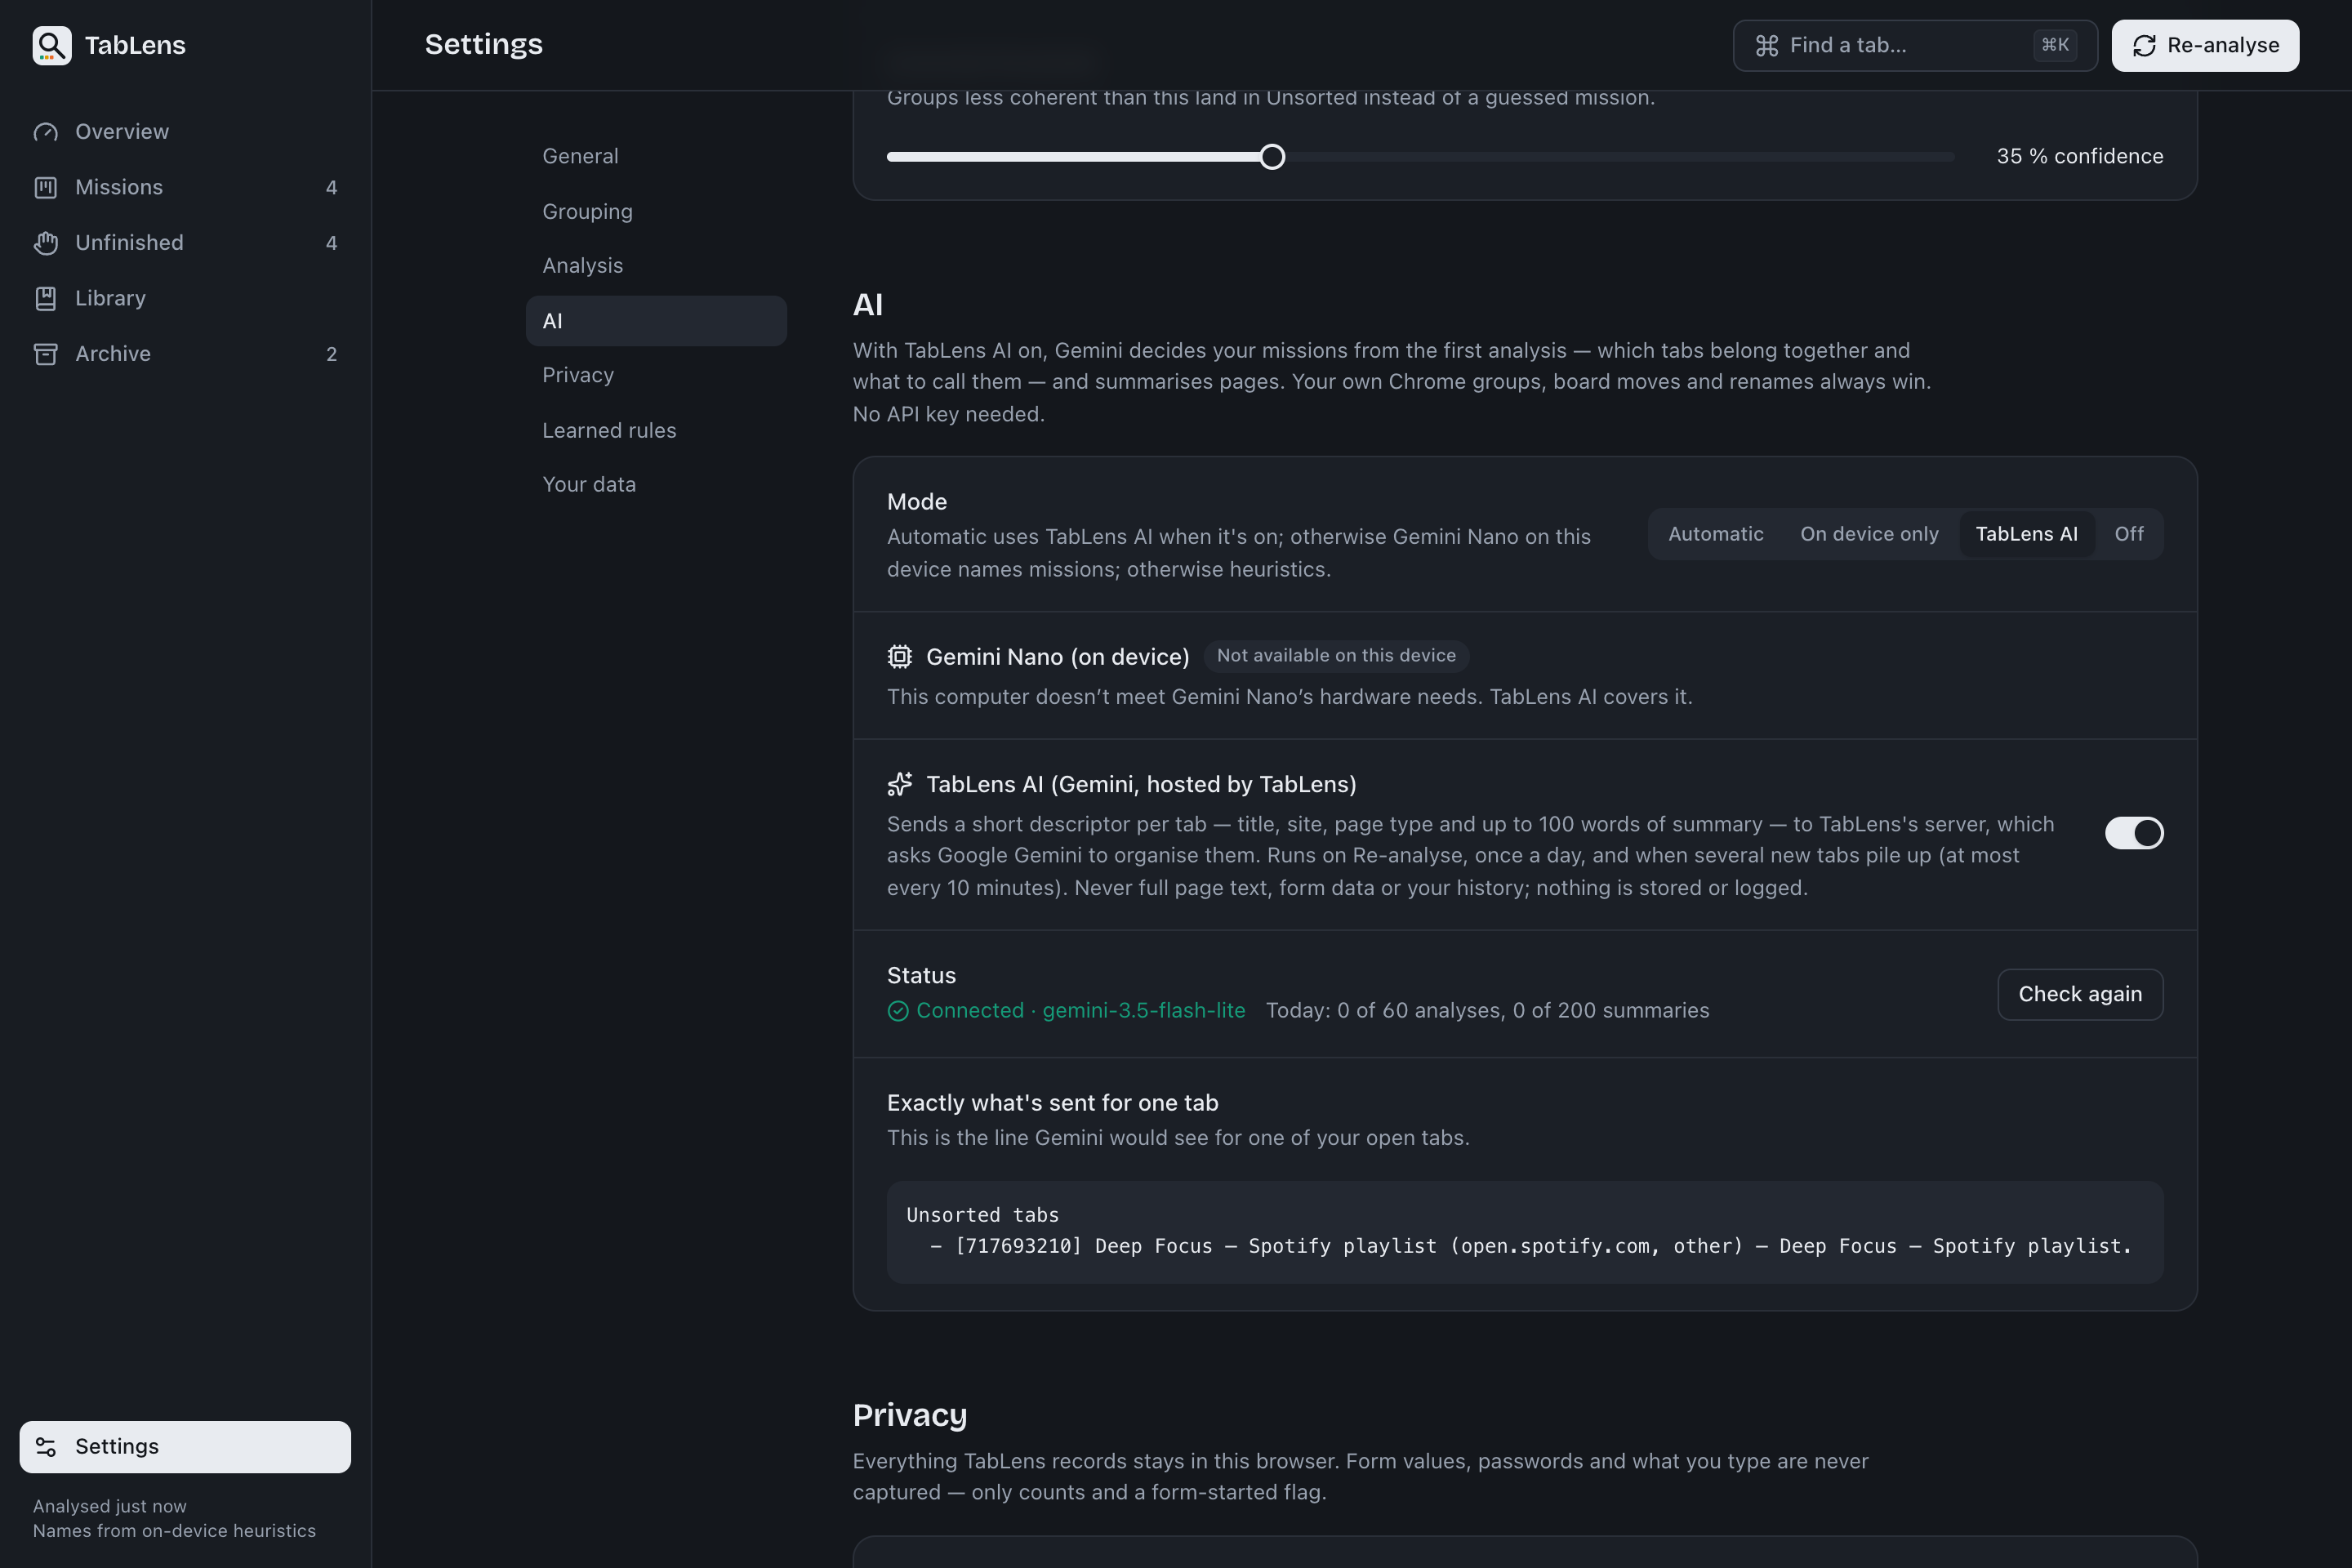 TabLens
Overview
Missions 4
Unfinished 4
Library
Archive 2
Settings
Analysed just now
Names from on-device heuristics
Settings
Find a tab... ⌘K
Re-analyse
General
Grouping
Analysis
AI
Privacy
Learned rules
Your data
Groups less coherent than this land in Unsorted instead of a guessed mission.
35 % confidence
AI
With TabLens AI on, Gemini decides your missions from the first analysis — which tabs belong together and
what to call them — and summarises pages. Your own Chrome groups, board moves and renames always win.
No API key needed.
Mode
Automatic uses TabLens AI when it's on; otherwise Gemini Nano on this
device names missions; otherwise heuristics.
Automatic On device only TabLens AI Off
Gemini Nano (on device) Not available on this device
This computer doesn’t meet Gemini Nano’s hardware needs. TabLens AI covers it.
TabLens AI (Gemini, hosted by TabLens)
Sends a short descriptor per tab — title, site, page type and up to 100 words of summary — to TabLens's server, which
asks Google Gemini to organise them. Runs on Re-analyse, once a day, and when several new tabs pile up (at most
every 10 minutes). Never full page text, form data or your history; nothing is stored or logged.
Status
Connected · gemini-3.5-flash-lite Today: 0 of 60 analyses, 0 of 200 summaries
Check again
Exactly what's sent for one tab
This is the line Gemini would see for one of your open tabs.
Unsorted tabs
– [717693210] Deep Focus — Spotify playlist (open.spotify.com, other) — Deep Focus — Spotify playlist.
Privacy
Everything TabLens records stays in this browser. Form values, passwords and what you type are never
captured — only counts and a form-started flag.